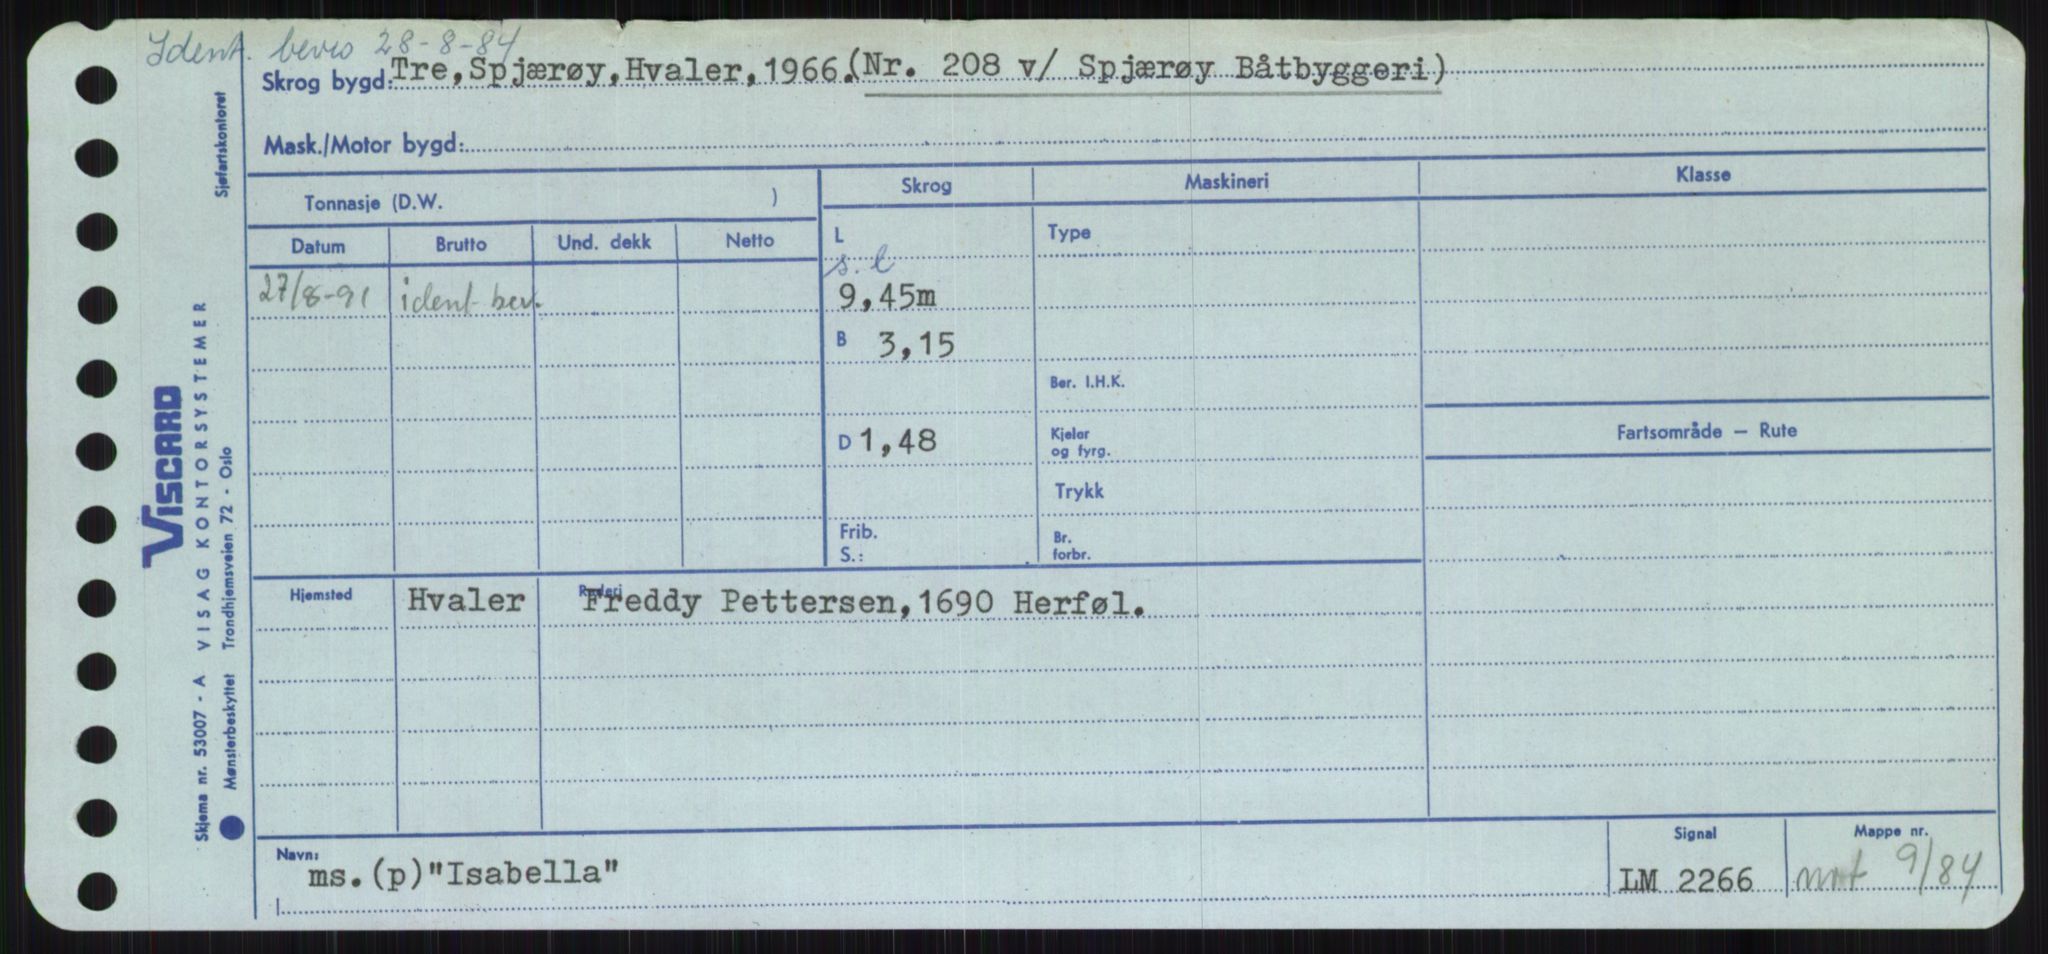 Ident. bevis 28-8-84
Skrog bygd: Tre, Spjærøy, Hvaler, 1966. (Nr. 208 v/ Spjærøy Båtbyggeri)
Mask./Motor bygd:
Tonnasje (D.W. )
Skrog Maskineri Klasse
Datum Brutto Und. dekk Netto
L Type
s. l
27/8-91 ident bev. 9,45m
B 3,15
Ber. I.H.K.
D 1,48 Kjeler og fyrg.
Fartsområde — Rute
Trykk
Frib. S.: Br. forbr.
Hjemsted Hvaler Rederi Freddy Pettersen, 1690 Herføl.
Navn: ms. (p) "Isabella"
Signal LM 2266
Mappe nr. 9/84
Sjøfartskontoret
VISCARD
Skjema nr. 53007 - A VISAG KONTORSYSTEMER
Mønsterbeskyttet Trondhjemsveien 72 - Oslo